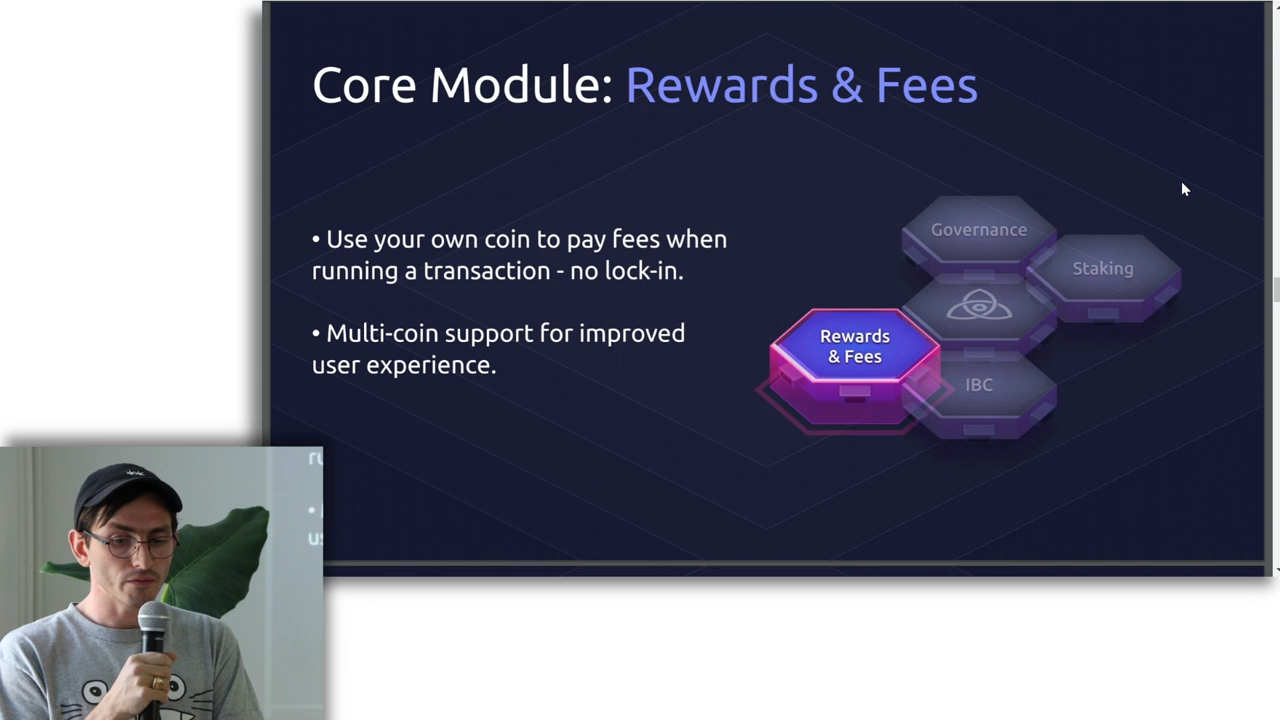 Core Module: Rewards & Fees
• Use your own coin to pay fees when
running a transaction - no lock-in.
• Multi-coin support for improved
user experience.
Governance
Staking
Rewards
& Fees
IBC